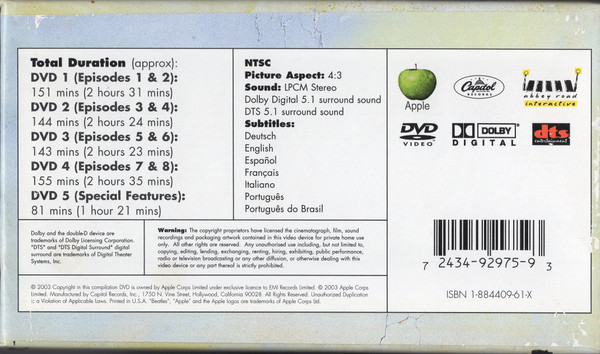 Total Duration (approx):
DVD 1 (Episodes 1 & 2):
151 mins (2 hours 31 mins)
DVD 2 (Episodes 3 & 4):
144 mins (2 hours 24 mins)
DVD 3 (Episodes 5 & 6):
143 mins (2 hours 23 mins)
DVD 4 (Episodes 7 & 8):
155 mins (2 hours 35 mins)
DVD 5 (Special Features):
81 mins (1 hour 21 mins)
NTSC
Picture Aspect: 4:3
Sound: LPCM Stereo
Dolby Digital 5.1 surround sound
DTS 5.1 surround sound
Subtitles:
Deutsch
English
Español
Français
Italiano
Português
Português do Brasil
Apple
Capitol
RECORDS
abbey road
interactive
DVD
VIDEO
DOLBY
DIGITAL
dts
entertainment
Dolby and the double-D device are
trademarks of Dolby Licensing Corporation.
"DTS" and "DTS Digital Surround" digital
surround are trademarks of Digital Theater
Systems, Inc.
Warning: The copyright proprietors have licensed the cinematograph, film, sound
recordings and packaging artwork contained in this video device for private home use
only. All other rights are reserved. Any unauthorized use including, but not limited to,
copying, editing, lending, exchanging, renting, hiring, exhibiting, public performance,
radio or television broadcasting or any other diffusion, or otherwise dealing with this
video device or any part thereof is strictly prohibited.
7 2434-92975-9 3
ISBN 1-884409-61-X
© 2003 Copyright in this compilation DVD is owned by Apple Corps Limited under exclusive licence to EMI Records Limited. © 2003 Apple Corps
Limited. Manufactured by Capitol Records, Inc., 1750 N. Vine Street, Hollywood, California 90028. All Rights Reserved. Unauthorized Duplication
is a Violation of Applicable Laws. Printed in U.S.A. "Beatles", "Apple" and the Apple logos are trademarks of Apple Corps Ltd.